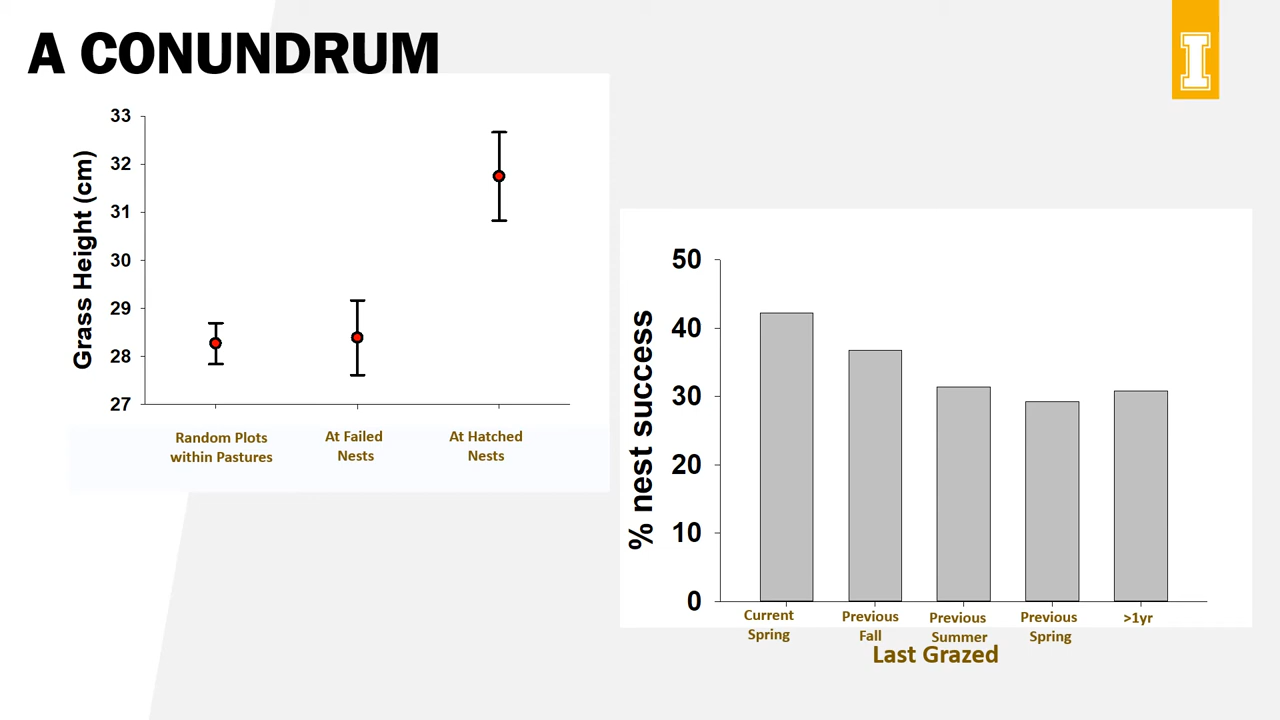 A CONUNDRUM
I
33
32
31
30
29
28
27
Grass Height (cm)
Random Plots
within Pastures
At Failed
Nests
At Hatched
Nests
50
40
30
20
10
0
% nest success
Current
Spring
Previous
Fall
Previous
Summer
Previous
Spring
>1yr
Last Grazed